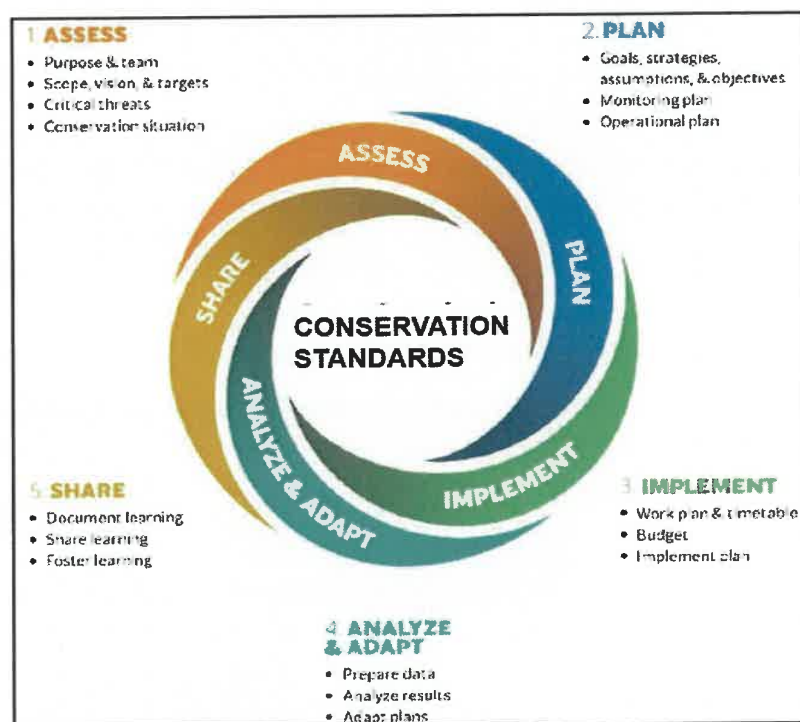 1. ASSESS
• Purpose & team
• Scope, vision, & targets
• Critical threats
• Conservation situation
2. PLAN
• Goals, strategies,
assumptions, & objectives
• Monitoring plan
• Operational plan
ASSESS
PLAN
SHARE
CONSERVATION
STANDARDS
ANALYZE & ADAPT
IMPLEMENT
5. SHARE
• Document learning
• Share learning
• Foster learning
3. IMPLEMENT
• Work plan & timetable
• Budget
• Implement plan
4. ANALYZE
& ADAPT
• Prepare data
• Analyze results
• Adapt plans